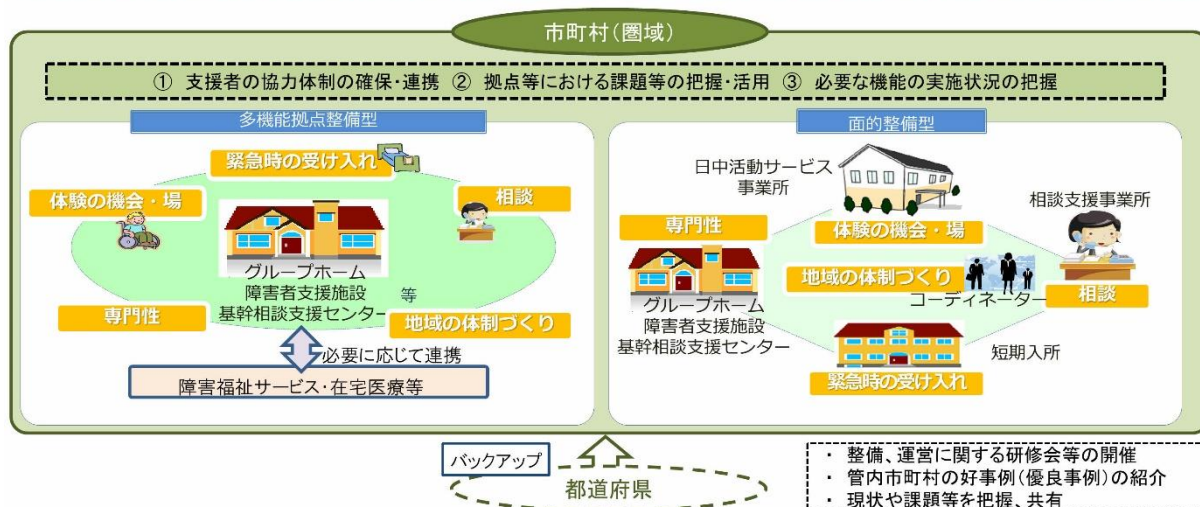 市町村(圏域)
① 支援者の協力体制の確保・連携 ② 拠点等における課題等の把握・活用 ③ 必要な機能の実施状況の把握
多機能拠点整備型
緊急時の受け入れ
体験の機会・場
相談
グループホーム
障害者支援施設
基幹相談支援センター
等
専門性
地域の体制づくり
必要に応じて連携
障害福祉サービス・在宅医療等
面的整備型
日中活動サービス
事業所
相談支援事業所
専門性
体験の機会・場
地域の体制づくり
コーディネーター
相談
グループホーム
障害者支援施設
基幹相談支援センター
短期入所
緊急時の受け入れ
バックアップ
都道府県
・ 整備、運営に関する研修会等の開催
・ 管内市町村の好事例(優良事例)の紹介
・ 現状や課題等を把握、共有